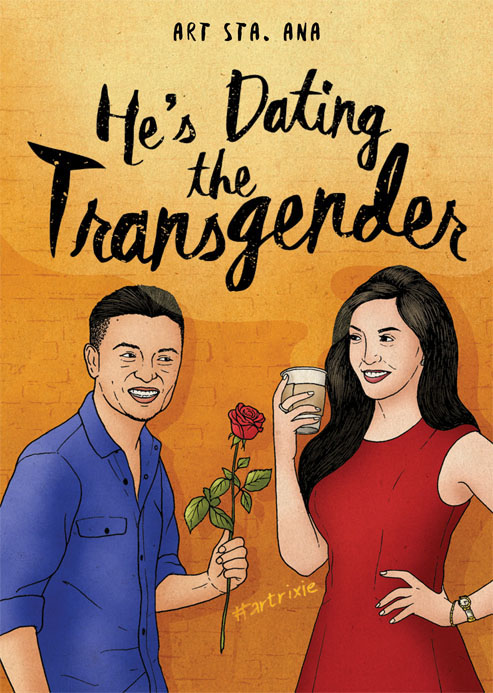 ART STA. ANA
He's Dating
the
Transgender
#artrixie